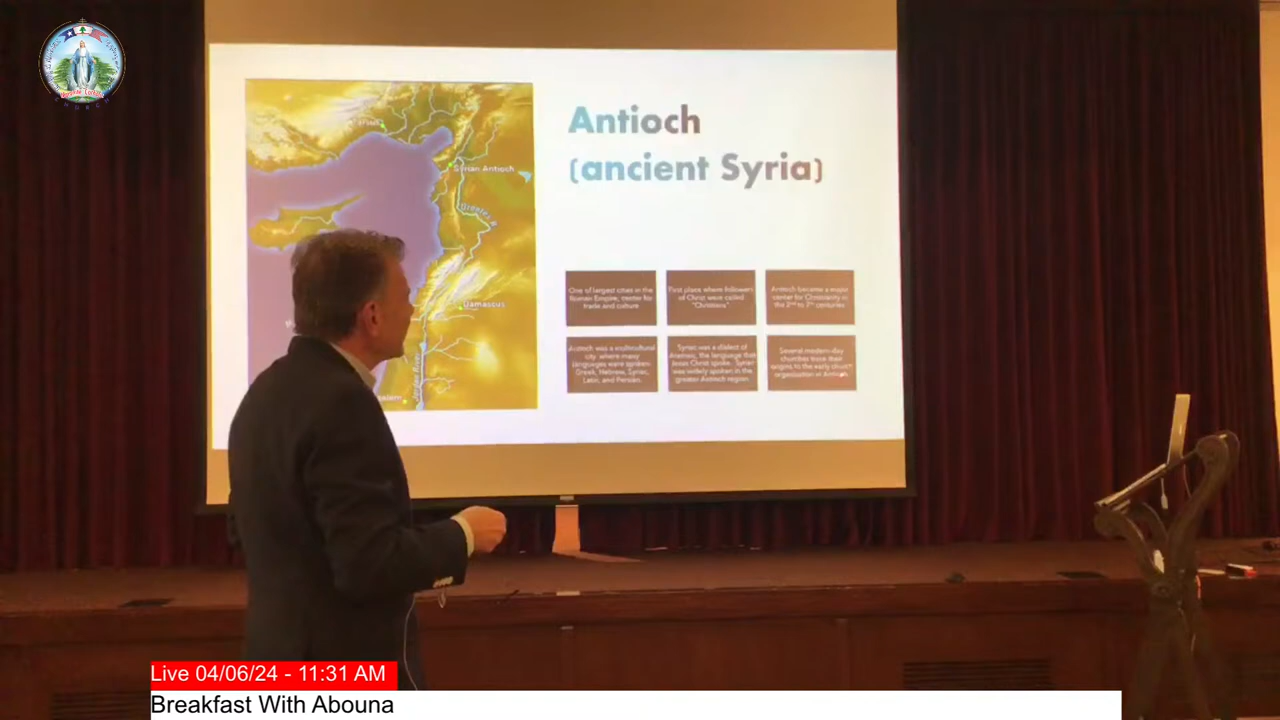 Antioch
(ancient Syria)
Syrian Antioch
Orontes R.
Damascus
Jordan River
One of largest cities in the
Roman Empire, center for
trade and culture
First place where followers
of Christ were called
"Christians"
Antioch became a major
center for Christianity in
the 2nd to 7th centuries
Antioch was a multicultural
city where many
languages were spoken-
Greek, Hebrew, Syriac,
Latin, and Persian.
Syriac was a dialect of
Aramaic, the language that
Jesus Christ spoke. Syriac
was widely spoken in the
greater Antioch region.
Several modern-day
churches trace their
origins to the early church
organization in Antioch
Live 04/06/24 - 11:31 AM
Breakfast With Abouna